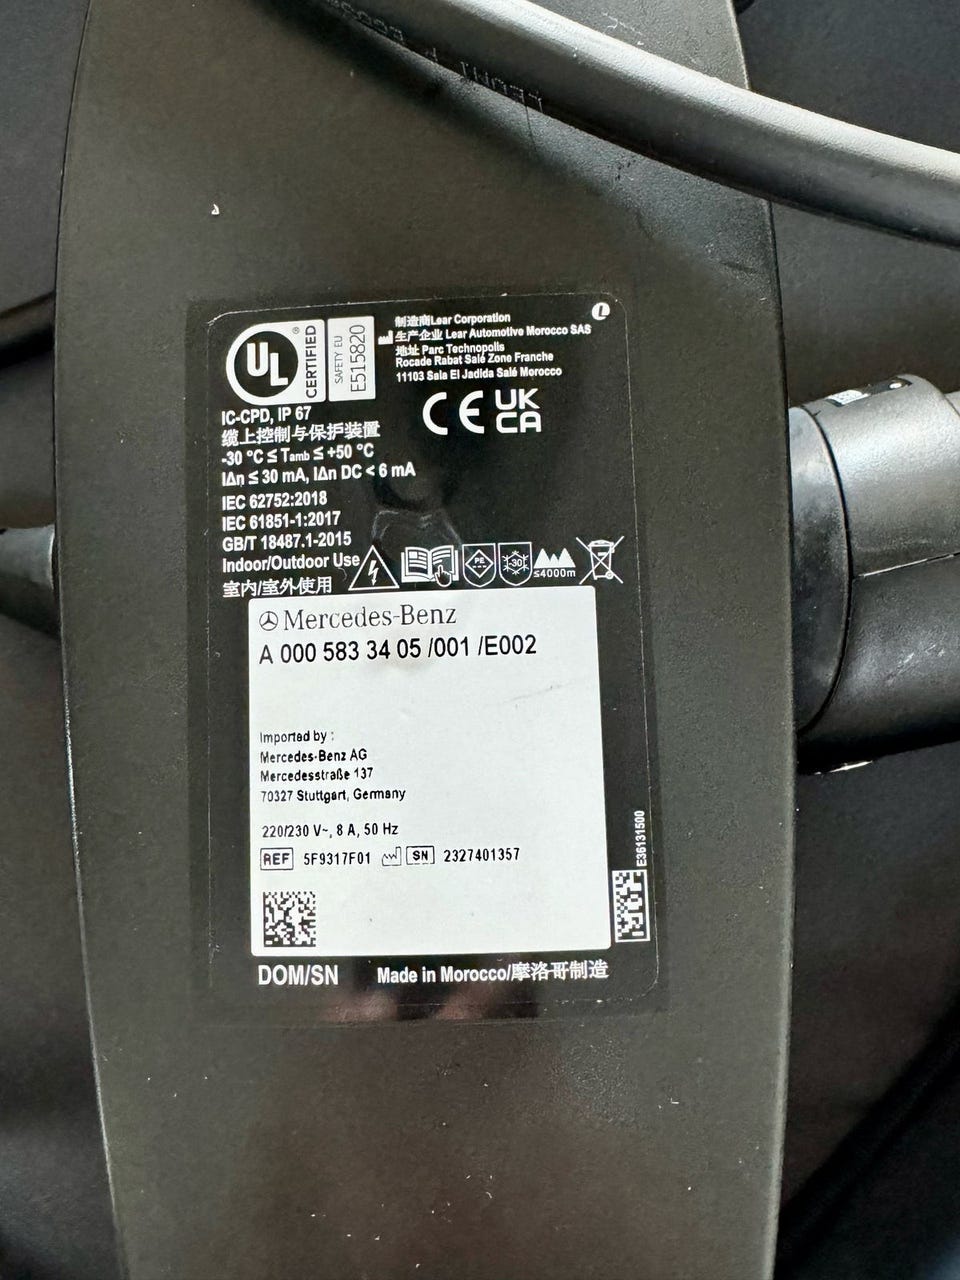 LEONI
UL
®
CERTIFIED
SAFETY EU
E515820
制造商Lear Corporation
生产企业 Lear Automotive Morocco SAS
地址 Parc Technopolis
Rocade Rabat Salé Zone Franche
11103 Sala El Jadida Salé Morocco
CE UK
CA
IC-CPD, IP 67
缆上控制与保护装置
-30 °C ≤ Tamb ≤ +50 °C
IΔn ≤ 30 mA, IΔn DC < 6 mA
IEC 62752:2018
IEC 61851-1:2017
GB/T 18487.1-2015
Indoor/Outdoor Use
室内/室外使用
PE
-30
≤4000m
Mercedes-Benz
A 000 583 34 05 /001 /E002
Imported by :
Mercedes-Benz AG
Mercedesstraße 137
70327 Stuttgart, Germany
220/230 V~, 8 A, 50 Hz
REF 5F9317F01 SN 2327401357
E36131500
DOM/SN Made in Morocco/摩洛哥制造